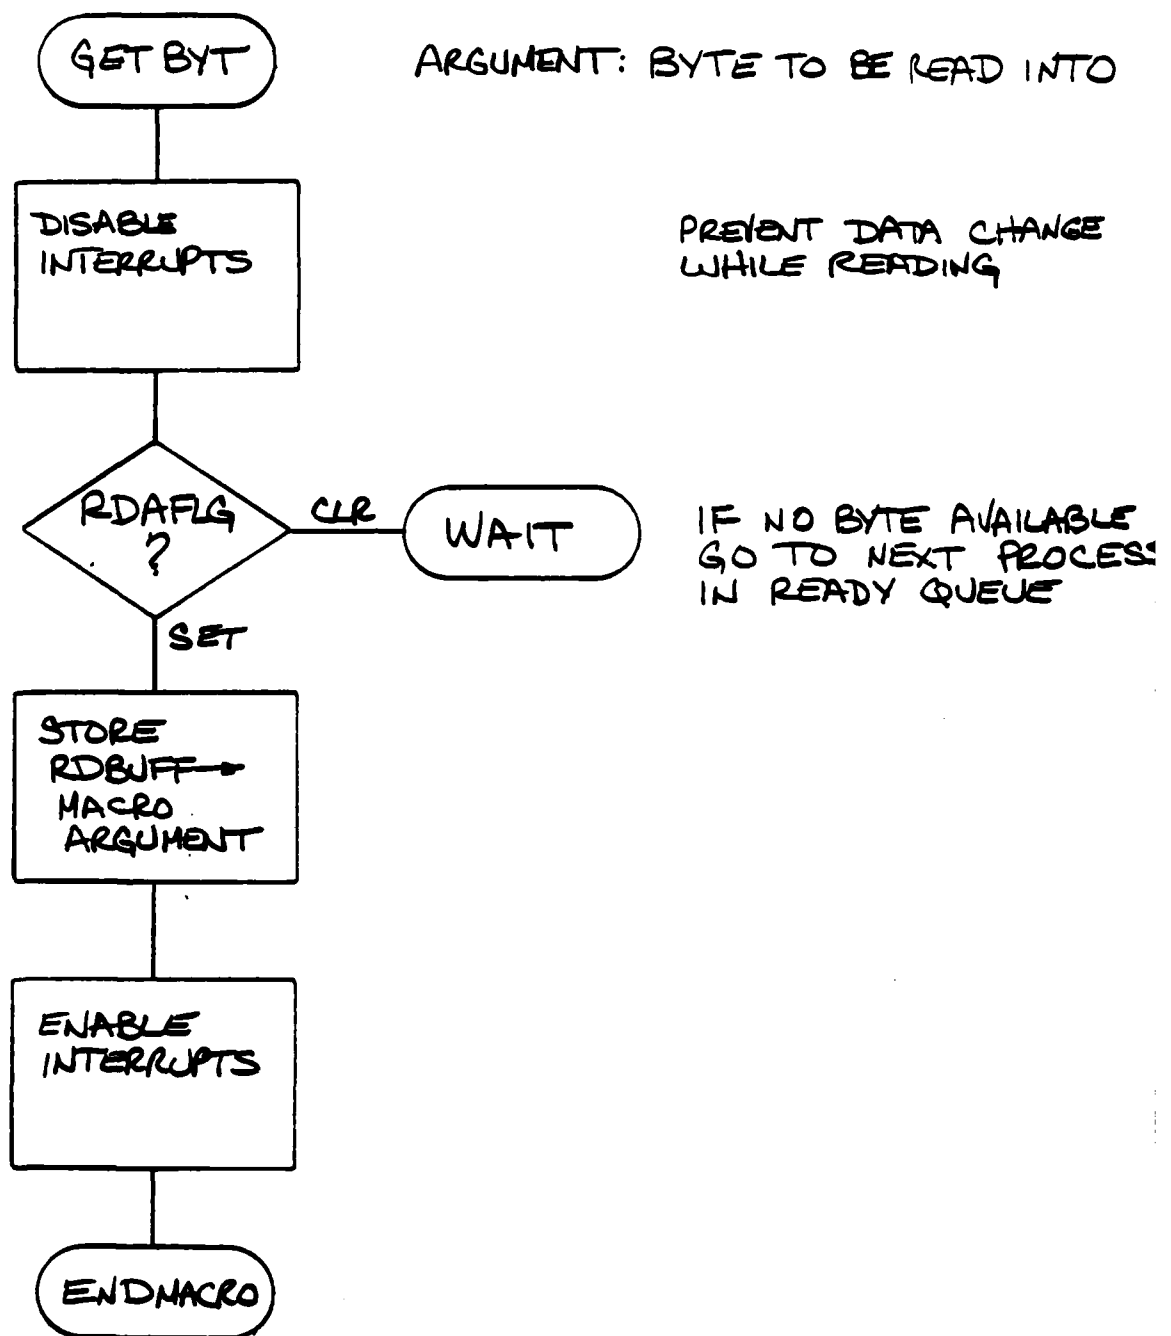 GET BYT
ARGUMENT: BYTE TO BE READ INTO
DISABLE
INTERRUPTS
PREVENT DATA CHANGE
WHILE READING
RDAFLG
?
CLR
WAIT
IF NO BYTE AVAILABLE
GO TO NEXT PROCESS
IN READY QUEUE
SET
STORE
RDBUFF→
MACRO
ARGUMENT
ENABLE
INTERRUPTS
ENDMACRO